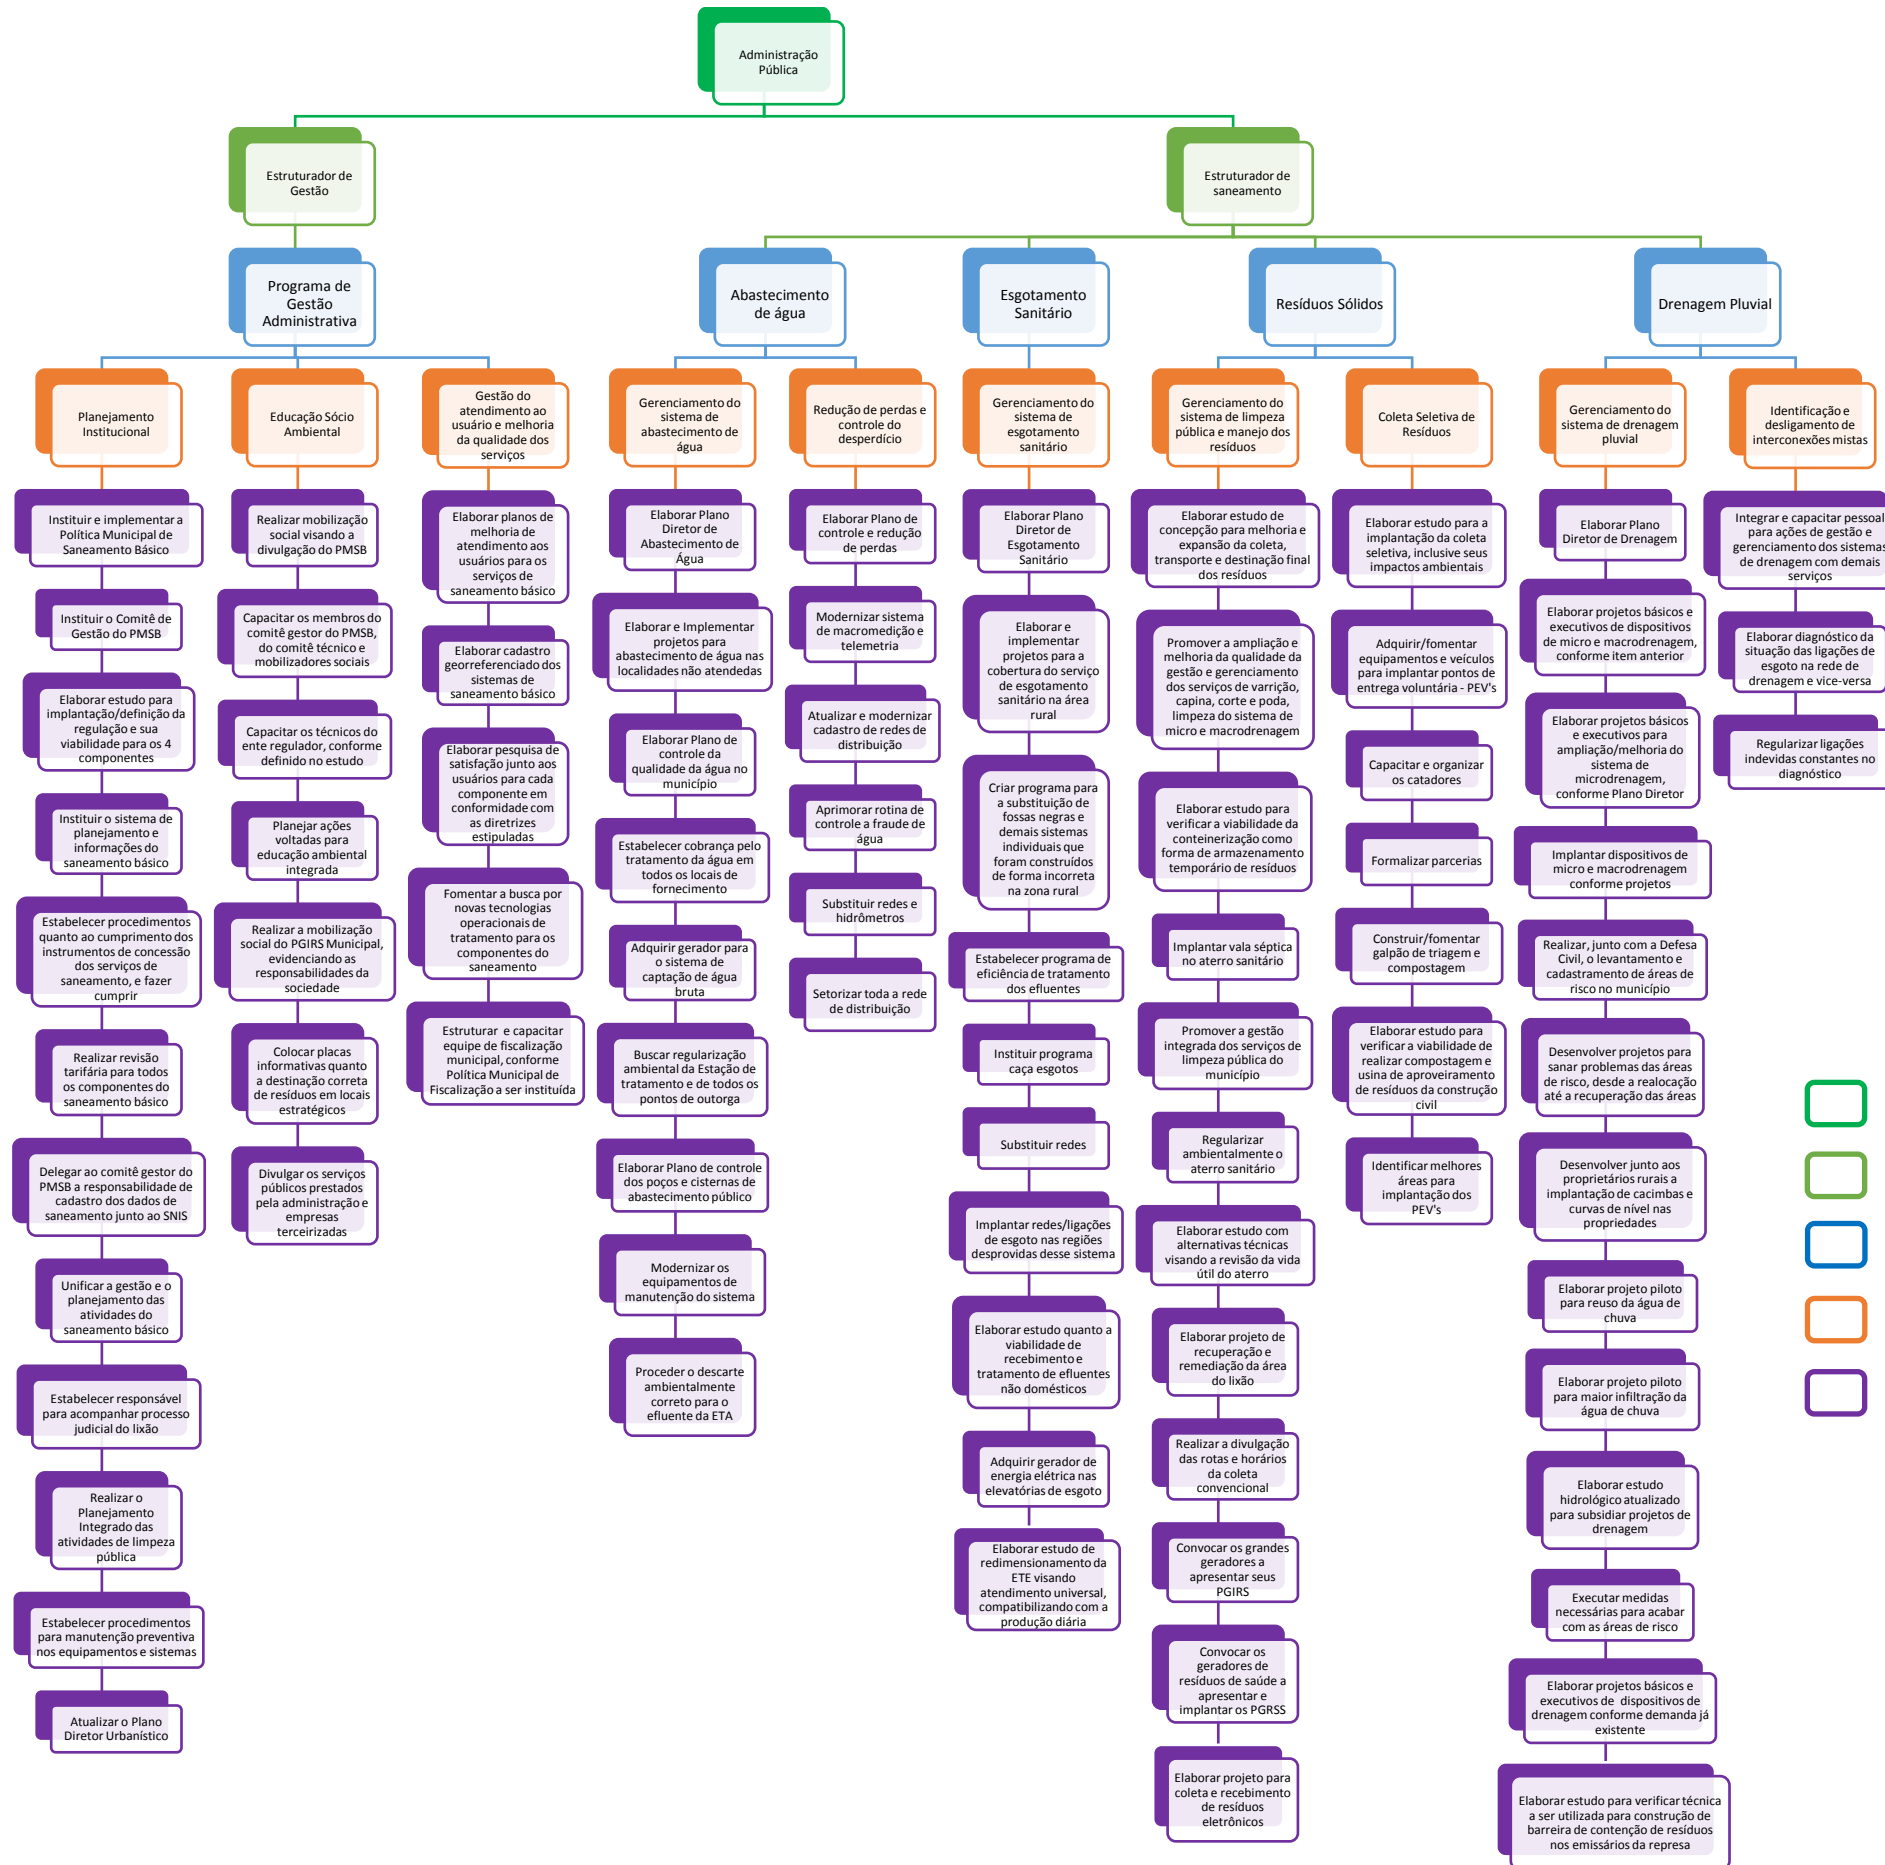 Administração
Pública
Estruturador de
Gestão
Estruturador de
saneamento
Programa de
Gestão
Administrativa
Abastecimento
de água
Esgotamento
Sanitário
Resíduos Sólidos
Drenagem Pluvial
Planejamento
Institucional
Educação Sócio
Ambiental
Gestão do
atendimento ao
usuário e melhoria
da qualidade dos
serviços
Gerenciamento do
sistema de
abastecimento de
água
Redução de perdas e
controle do
desperdício
Gerenciamento do
sistema de
esgotamento
sanitário
Gerenciamento do
sistema de limpeza
pública e manejo dos
resíduos
Coleta Seletiva de
Resíduos
Gerenciamento do
sistema de drenagem
pluvial
Identificação e
desligamento de
interconexões mistas
Instituir e implementar a
Política Municipal de
Saneamento Básico
Instituir o Comitê de
Gestão do PMSB
Elaborar estudo para
implantação/definição da
regulação e sua
viabilidade para os 4
componentes
Instituir o sistema de
planejamento e
informações do
saneamento básico
Estabelecer procedimentos
quanto ao cumprimento dos
instrumentos de concessão
dos serviços de
saneamento, e fazer
cumprir
Realizar revisão
tarifária para todos
os componentes do
saneamento básico
Delegar ao comitê gestor do
PMSB a responsabilidade de
cadastro dos dados de
saneamento junto ao SNIS
Unificar a gestão e o
planejamento das
atividades do
saneamento básico
Estabelecer responsável
para acompanhar processo
judicial do lixão
Realizar o
Planejamento
Integrado das
atividades de limpeza
pública
Estabelecer procedimentos
para manutenção preventiva
nos equipamentos e sistemas
Atualizar o Plano
Diretor Urbanístico
Realizar mobilização
social visando a
divulgação do PMSB
Capacitar os membros do
comitê gestor do PMSB,
do comitê técnico e
mobilizadores sociais
Capacitar os técnicos do
ente regulador, conforme
definido no estudo
Planejar ações
voltadas para
educação ambiental
integrada
Realizar a mobilização
social do PGIRS Municipal,
evidenciando as
responsabilidades da
sociedade
Colocar placas
informativas quanto
a destinação correta
de resíduos em locais
estratégicos
Divulgar os serviços
públicos prestados
pela administração e
empresas
terceirizadas
Elaborar planos de
melhoria de
atendimento aos
usuários para os
serviços de
saneamento básico
Elaborar cadastro
georreferenciado dos
sistemas de
saneamento básico
Elaborar pesquisa de
satisfação junto aos
usuários para cada
componente em
conformidade com
as diretrizes
estipuladas
Fomentar a busca por
novas tecnologias
operacionais de
tratamento para os
componentes do
saneamento
Estruturar e capacitar
equipe de fiscalização
municipal, conforme
Política Municipal de
Fiscalização a ser instituída
Elaborar Plano
Diretor de
Abastecimento de
Água
Elaborar e Implementar
projetos para
abastecimento de água nas
localidades não atendedas
Elaborar Plano de
controle da
qualidade da água no
município
Estabelecer cobrança pelo
tratamento da água em
todos os locais de
fornecimento
Adquirir gerador para
o sistema de
captação de água
bruta
Buscar regularização
ambiental da Estação de
tratamento e de todos os
pontos de outorga
Elaborar Plano de controle
dos poços e cisternas de
abastecimento público
Modernizar os
equipamentos de
manutenção do sistema
Proceder o descarte
ambientalmente
correto para o
efluente da ETA
Elaborar Plano de
controle e redução
de perdas
Modernizar sistema
de macromedição e
telemetria
Atualizar e modernizar
cadastro de redes de
distribuição
Aprimorar rotina de
controle a fraude de
água
Substituir redes e
hidrômetros
Setorizar toda a rede
de distribuição
Elaborar Plano
Diretor de
Esgotamento
Sanitário
Elaborar e
implementar
projetos para a
cobertura do serviço
de esgotamento
sanitário na área
rural
Criar programa para
a substituição de
fossas negras e
demais sistemas
individuais que
foram construídos
de forma incorreta
na zona rural
Estabelecer programa de
eficiência de tratamento
dos efluentes
Instituir programa
caça esgotos
Substituir redes
Implantar redes/ligações
de esgoto nas regiões
desprovidas desse sistema
Elaborar estudo quanto a
viabilidade de
recebimento e
tratamento de efluentes
não domésticos
Adquirir gerador de
energia elétrica nas
elevatórias de esgoto
Elaborar estudo de
redimensionamento da
ETE visando
atendimento universal,
compatibilizando com a
produção diária
Elaborar estudo de
concepção para melhoria e
expansão da coleta,
transporte e destinação final
dos resíduos
Promover a ampliação e
melhoria da qualidade da
gestão e gerenciamento
dos serviços de varrição,
capina, corte e poda,
limpeza do sistema de
micro e macrodrenagem
Elaborar estudo para
verificar a viabilidade da
conteinerização como
forma de armazenamento
temporário de resíduos
Implantar vala séptica
no aterro sanitário
Promover a gestão
integrada dos serviços de
limpeza pública do
município
Regularizar
ambientalmente o
aterro sanitário
Elaborar estudo com
alternativas técnicas
visando a revisão da vida
útil do aterro
Elaborar projeto de
recuperação e
remediação da área
do lixão
Realizar a divulgação
das rotas e horários
da coleta
convencional
Convocar os grandes
geradores a
apresentar seus
PGIRS
Convocar os
geradores de
resíduos de saúde a
apresentar e
implantar os PGRSS
Elaborar projeto para
coleta e recebimento
de resíduos
eletrônicos
Elaborar estudo para a
implantação da coleta
seletiva, inclusive seus
impactos ambientais
Adquirir/fomentar
equipamentos e veículos
para implantar pontos de
entrega voluntária - PEV's
Capacitar e organizar
os catadores
Formalizar parcerias
Construir/fomentar
galpão de triagem e
compostagem
Elaborar estudo para
verificar a viabilidade de
realizar compostagem e
usina de aproveiramento
de resíduos da construção
civil
Identificar melhores
áreas para
implantação dos
PEV's
Elaborar Plano
Diretor de Drenagem
Elaborar projetos básicos e
executivos de dispositivos
de micro e macrodrenagem,
conforme item anterior
Elaborar projetos básicos
e executivos para
ampliação/melhoria do
sistema de
microdrenagem,
conforme Plano Diretor
Implantar dispositivos de
micro e macrodrenagem
conforme projetos
Realizar, junto com a Defesa
Civil, o levantamento e
cadastramento de áreas de
risco no município
Desenvolver projetos para
sanar problemas das áreas
de risco, desde a realocação
até a recuperação das áreas
Desenvolver junto aos
proprietários rurais a
implantação de cacimbas e
curvas de nível nas
propriedades
Elaborar projeto piloto
para reuso da água de
chuva
Elaborar projeto piloto
para maior infiltração da
água de chuva
Elaborar estudo
hidrológico atualizado
para subsidiar projetos de
drenagem
Executar medidas
necessárias para acabar
com as áreas de risco
Elaborar projetos básicos e
executivos de dispositivos de
drenagem conforme demanda já
existente
Elaborar estudo para verificar técnica
a ser utilizada para construção de
barreira de contenção de resíduos
nos emissários da represa
Integrar e capacitar pessoal
para ações de gestão e
gerenciamento dos sistemas
de drenagem com demais
serviços
Elaborar diagnóstico da
situação das ligações de
esgoto na rede de
drenagem e vice-versa
Regularizar ligações
indevidas constantes no
diagnóstico